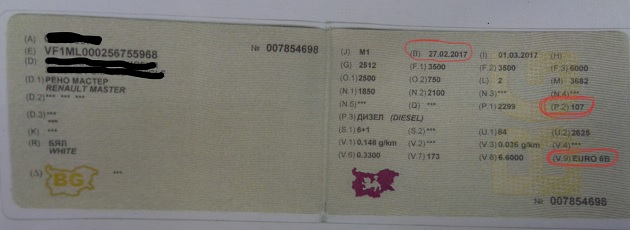 (A)
(E) VF1ML000256755968
(D)
(D.1) РЕНО МАСТЕР
RENAULT MASTER
(D.2) *** *** ***
(D.3) ***
***
(K) ***
(R) БЯЛ
WHITE
(S) ***
BG
№ 007854698
(J) M1 (B) 27.02.2017 (I) 01.03.2017 (H)
(G) 2512 (F.1) 3500 (F.2) 3500 (F.3) 6000
(O.1) 2500 (O.2) 750 (L) 2 (M) 3682
(N.1) 1850 (N.2) 2100 (N.3) *** (N.4) ***
(N.5) *** (Q) *** (P.1) 2299 (P.2) 107
(P.3) ДИЗЕЛ (DIESEL)
(S.1) 8+1 (S.2) *** (U.1) 84 (U.2) 2625
(V.1) 0.148 g/km (V.2) *** (V.3) 0.036 g/km (V.4) ***
(V.6) 0.3300 (V.7) 173 (V.8) 6.6000 (V.9) EURO 6B
№ 007854698